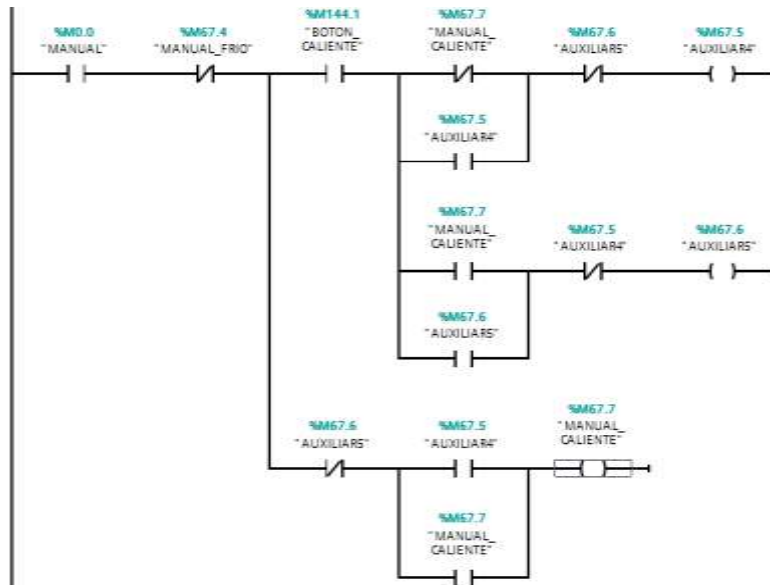 %M0.0
"MANUAL"
%M67.4
"MANUAL_FRIO"
%M144.1
"BOTON_
CALIENTE"
%M67.7
"MANUAL_
CALIENTE"
%M67.6
"AUXILIAR5"
%M67.5
"AUXILIAR4"
%M67.5
"AUXILIAR4"
%M67.7
"MANUAL_
CALIENTE"
%M67.5
"AUXILIAR4"
%M67.6
"AUXILIAR5"
%M67.6
"AUXILIAR5"
%M67.6
"AUXILIAR5"
%M67.5
"AUXILIAR4"
%M67.7
"MANUAL_
CALIENTE"
%M67.7
"MANUAL_
CALIENTE"